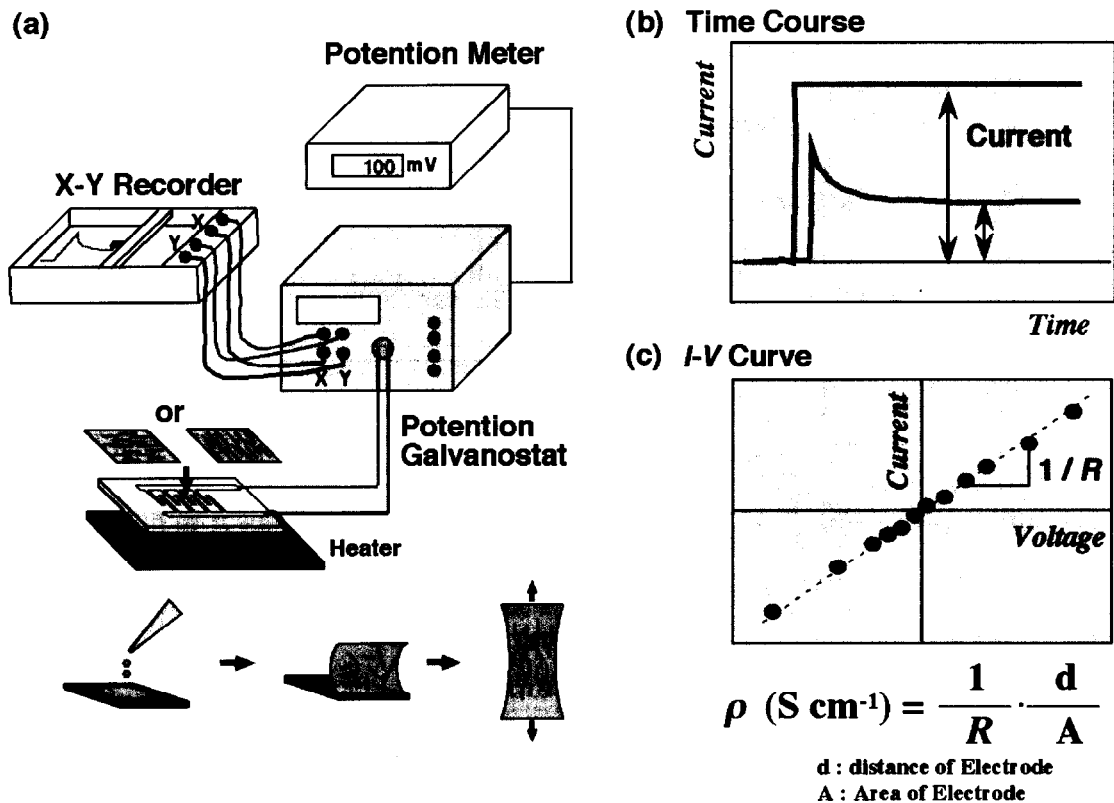 (a)
Potention Meter
100 mV
X-Y Recorder
X
Y
X Y
or
Potention
Galvanostat
Heater
(b) Time Course
Current
Current
Time
(c) I-V Curve
Current
1 / R
Voltage
ρ (S cm⁻¹) = 1/R · d/A
d : distance of Electrode
A : Area of Electrode